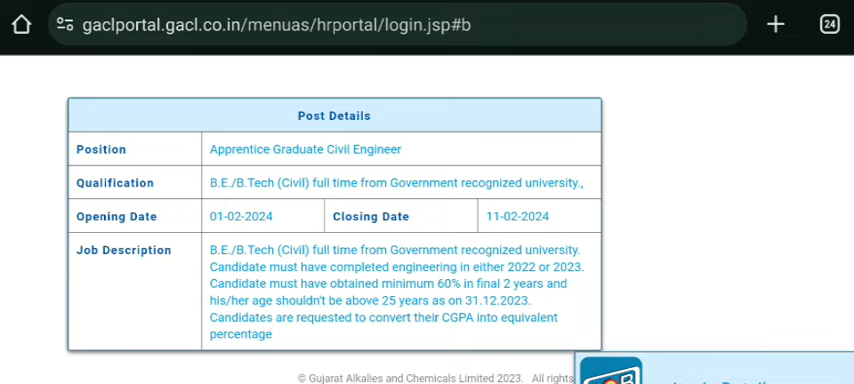 gaclportal.gacl.co.in/menuas/hrportal/login.jsp#b
24
Post Details
Position Apprentice Graduate Civil Engineer
Qualification B.E./B.Tech (Civil) full time from Government recognized university.,
Opening Date 01-02-2024 Closing Date 11-02-2024
Job Description B.E./B.Tech (Civil) full time from Government recognized university.
Candidate must have completed engineering in either 2022 or 2023.
Candidate must have obtained minimum 60% in final 2 years and
his/her age shouldn't be above 25 years as on 31.12.2023.
Candidates are requested to convert their CGPA into equivalent
percentage
© Gujarat Alkalies and Chemicals Limited 2023. All rights